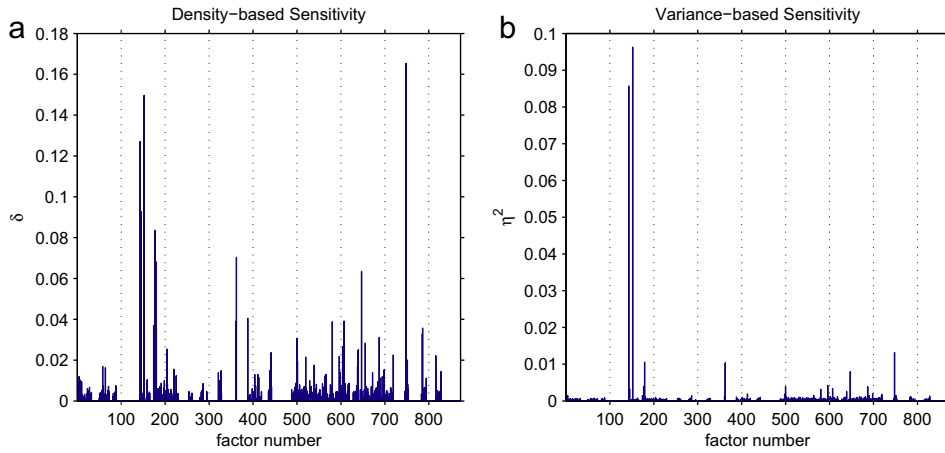 a
Density−based Sensitivity
0.18
0.16
0.14
0.12
0.1
0.08
0.06
0.04
0.02
0
δ
100 200 300 400 500 600 700 800
factor number
b
Variance−based Sensitivity
0.1
0.09
0.08
0.07
0.06
0.05
0.04
0.03
0.02
0.01
0
η²
100 200 300 400 500 600 700 800
factor number